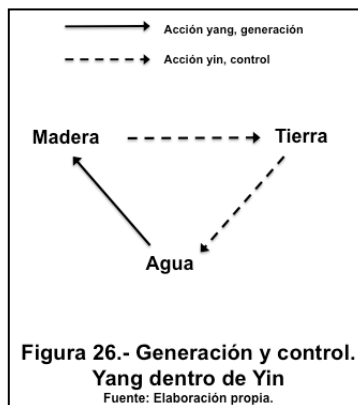 Acción yang, generación
Acción yin, control
Madera
Tierra
Agua
Figura 26.- Generación y control.
Yang dentro de Yin
Fuente: Elaboración propia.